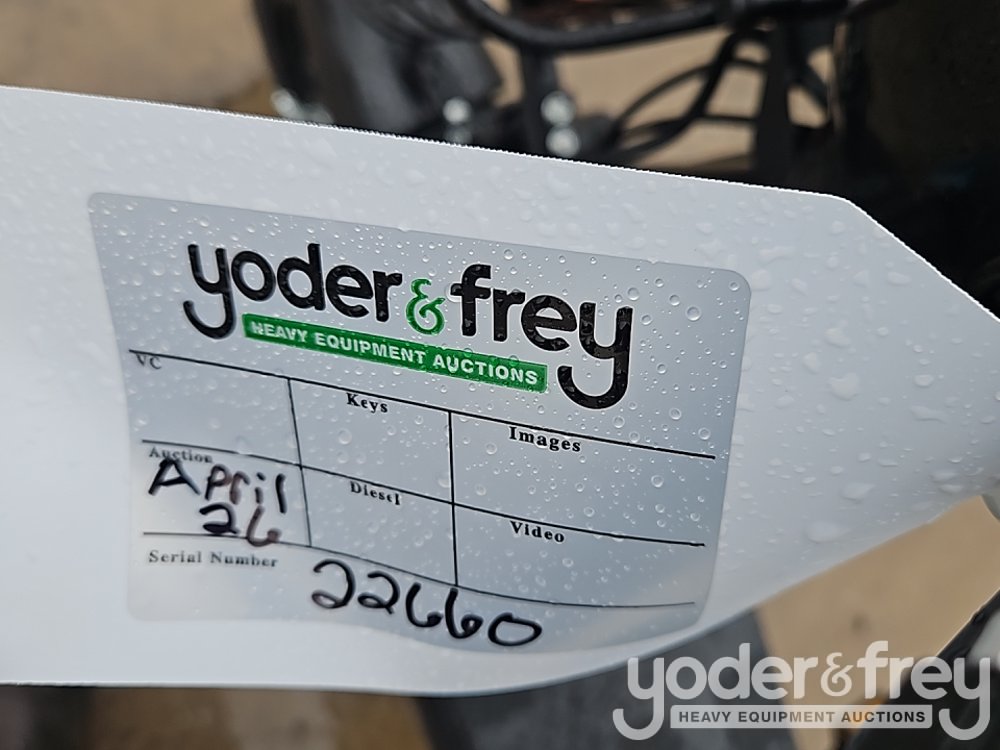 yoder & frey
HEAVY EQUIPMENT AUCTIONS
VC
Keys
Images
Auction
April
26
Diesel
Video
Serial Number
22660
yoder & frey
HEAVY EQUIPMENT AUCTIONS